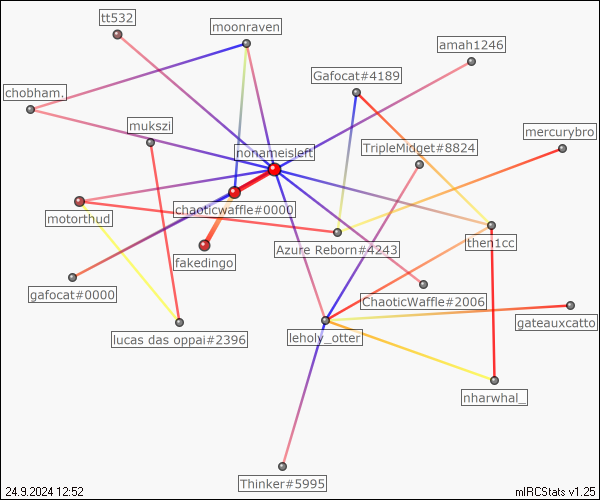 tt532
moonraven
amah1246
Gafocat#4189
chobham.
mukszi
mercurybro
TripleMidget#8824
nonameisleft
chaoticwaffle#0000
motorthud
Azure Reborn#4243
then1cc
fakedingo
gafocat#0000
ChaoticWaffle#2006
gateauxcatto
lucas das oppai#2396
leholy_otter
nharwhal_
Thinker#5995
24.9.2024 12:52
mIRCStats v1.25